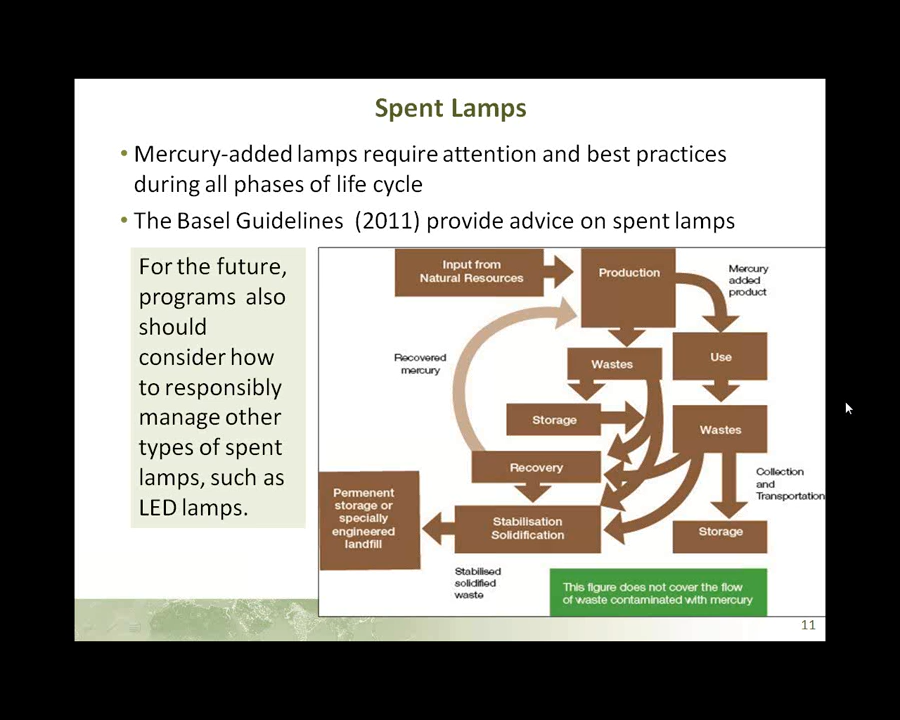 Spent Lamps
• Mercury-added lamps require attention and best practices
during all phases of life cycle
• The Basel Guidelines (2011) provide advice on spent lamps
For the future,
programs also
should
consider how
to responsibly
manage other
types of spent
lamps, such as
LED lamps.
Input from
Natural Resources
Production
Mercury
added
product
Recovered
mercury
Wastes
Use
Storage
Wastes
Recovery
Collection
and
Transportation
Permenent
storage or
specially
engineered
landfill
Stabilisation
Solidification
Storage
Stabilised
solidified
waste
This figure does not cover the flow
of waste contaminated with mercury
11